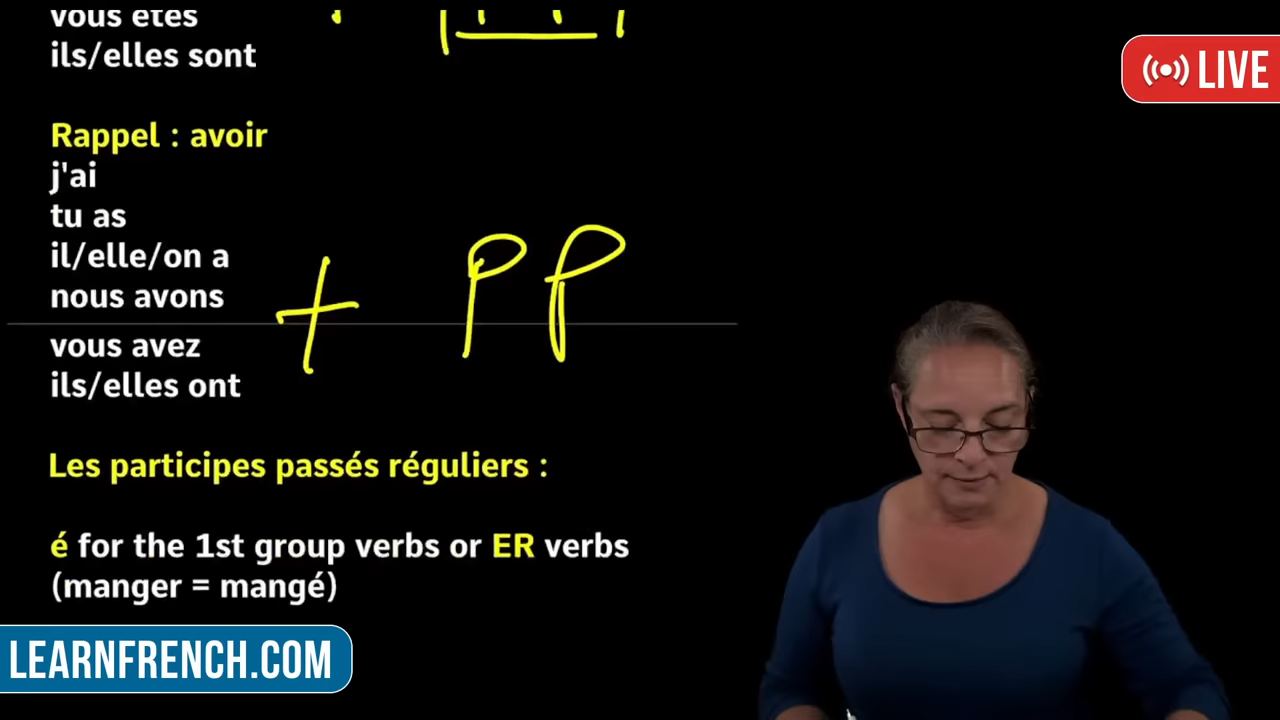 vous êtes
ils/elles sont
LIVE
Rappel : avoir
j'ai
tu as
il/elle/on a
nous avons
+ PP
vous avez
ils/elles ont
Les participes passés réguliers :
é for the 1st group verbs or ER verbs
(manger = mangé)
LEARNFRENCH.COM